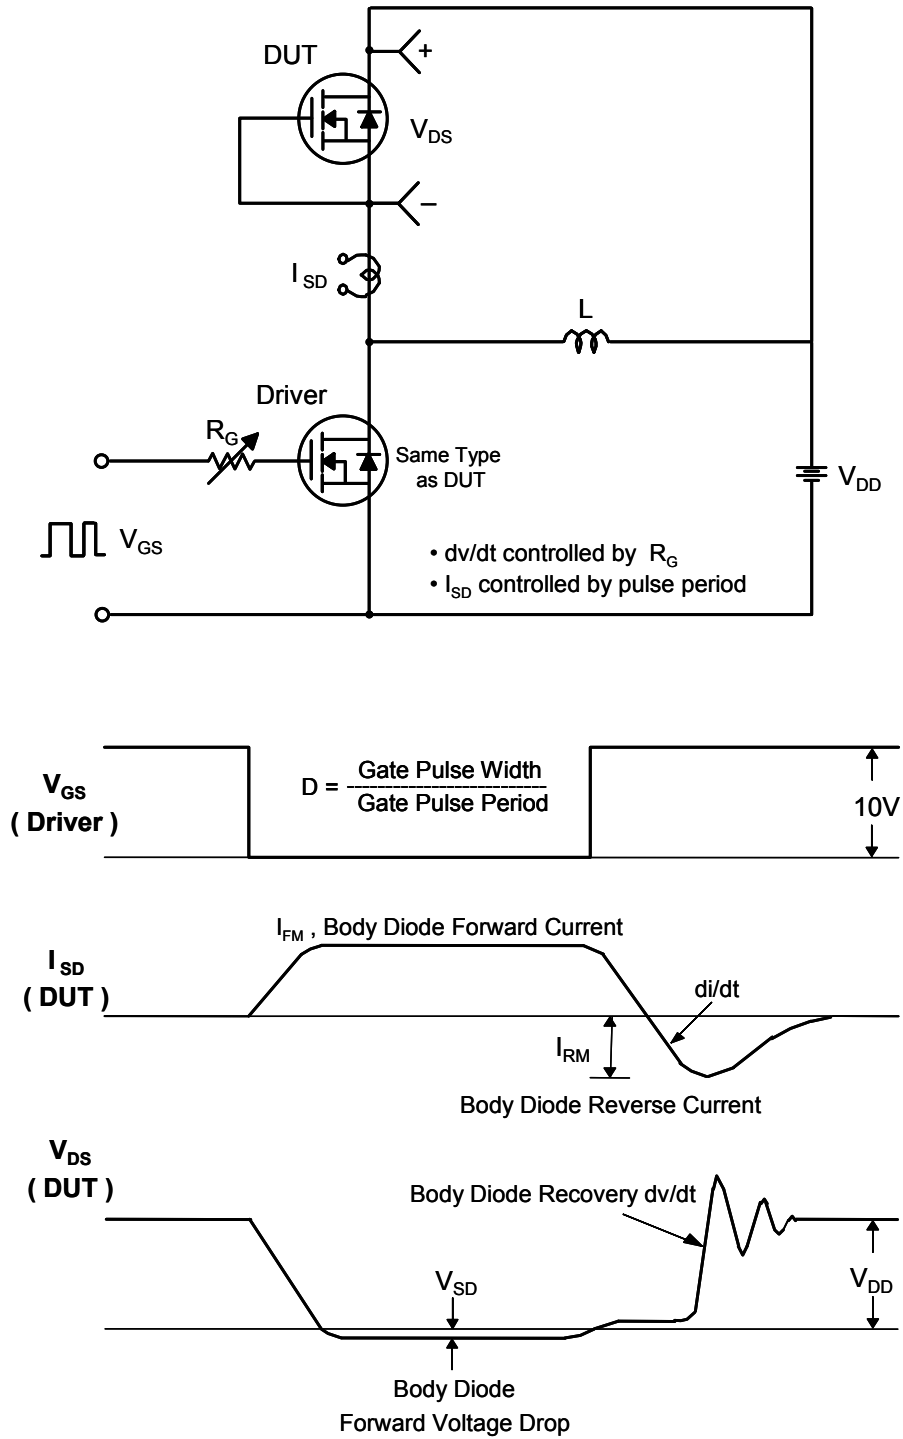 DUT
+
V_DS
–
I_SD
L
Driver
R_G
Same Type
as DUT
V_DD
V_GS
• dv/dt controlled by R_G
• I_SD controlled by pulse period
V_GS
( Driver )
D = Gate Pulse Width
--------------------------
Gate Pulse Period
10V
I_FM , Body Diode Forward Current
I_SD
( DUT )
di/dt
I_RM
Body Diode Reverse Current
V_DS
( DUT )
Body Diode Recovery dv/dt
V_SD
V_DD
Body Diode
Forward Voltage Drop